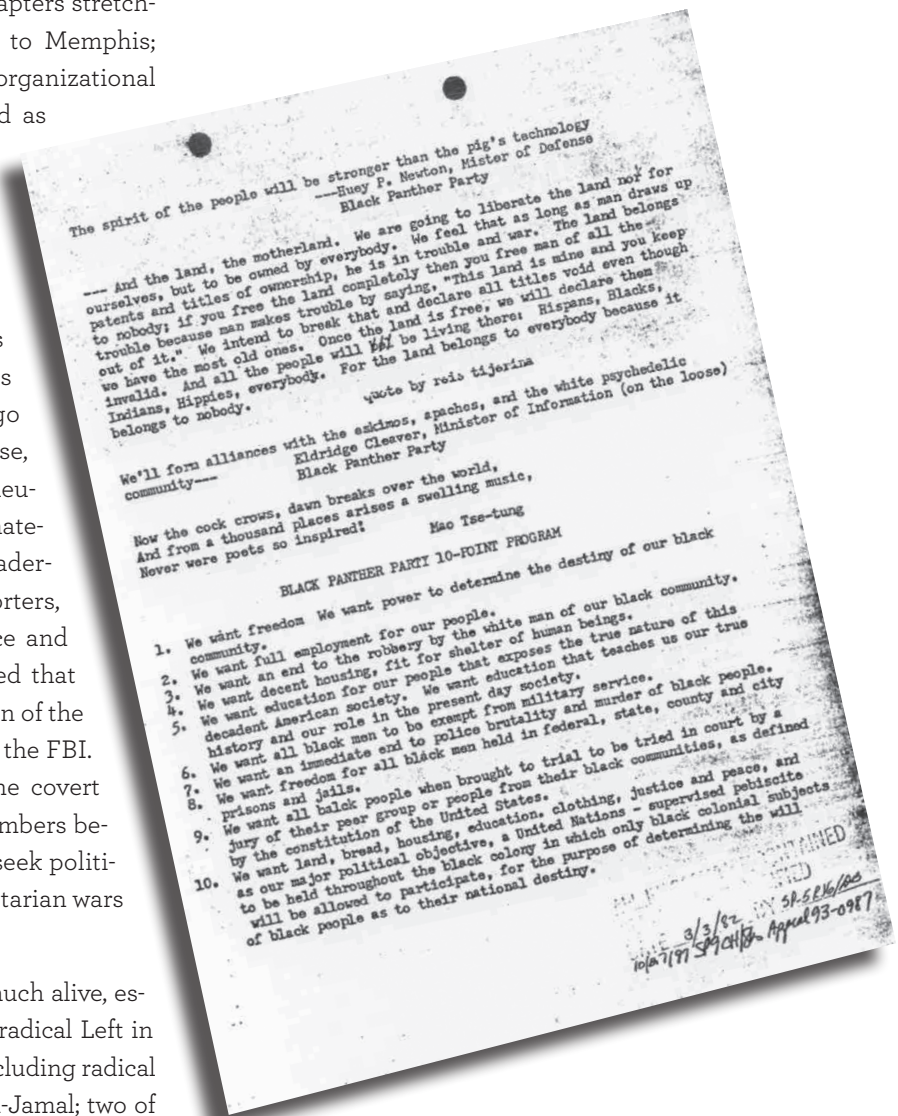 apters stretch-
to Memphis;
organizational
d as
s
s
go
se,
eu-
nate-
ader-
orters,
ce and
ed that
n of the
the FBI.
ne covert
mbers be-
seek politi-
tarian wars
much alive, es-
radical Left in
cluding radical
-Jamal; two of
The spirit of the people will be stronger than the pig's technology
---Huey P. Newton, Mister of Defense
Black Panther Party
--- And the land, the motherland. We are going to liberate the land nor for
ourselves, but to be owned by everybody. We feel that as long as man draws up
patents and titles of ownership, he is in trouble and war. The land belongs
to nobody; if you free the land completely then you free man of all the
trouble because man makes trouble by saying, "This land is mine and you keep
out of it." We intend to break that and declare all titles void even though
we have the most old ones. Once the land is free, we will declare them
invalid. And all the people will be living there: Hispans, Blacks,
Indians, Hippies, everybody. For the land belongs to everybody because it
belongs to nobody.
quote by reis tijerina
We'll form alliances with the eskimos, apaches, and the white psychedelic
community---
Eldridge Cleaver, Minister of Information (on the loose)
Black Panther Party
Now the cock crows, dawn breaks over the world,
And from a thousand places arises a swelling music,
Never were poets so inspired!
Mao Tse-tung
BLACK PANTHER PARTY 10-POINT PROGRAM
1. We want freedom We want power to determine the destiny of our black
community.
2. We want full employment for our people.
3. We want an end to the robbery by the white man of our black community.
4. We want decent housing, fit for shelter of human beings.
5. We want education for our people that exposes the true nature of this
decadent American society. We want education that teaches us our true
history and our role in the present day society.
6. We want all black men to be exempt from military service.
7. We want an immediate end to police brutality and murder of black people.
8. We want freedom for all black men held in federal, state, county and city
prisons and jails.
9. We want all balck people when brought to trial to be tried in court by a
jury of their peer group or people from their black communities, as defined
by the constitution of the United States.
10. We want land, bread, housing, education. clothing, justice and peace, and
as our major political objective, a United Nations - supervised pebiscite
to be held throughout the black colony in which only black colonial subjects
will be allowed to participate, for the purpose of determining the will
of black people as to their national destiny.
3/3/82 BY
Appeal 93-0987